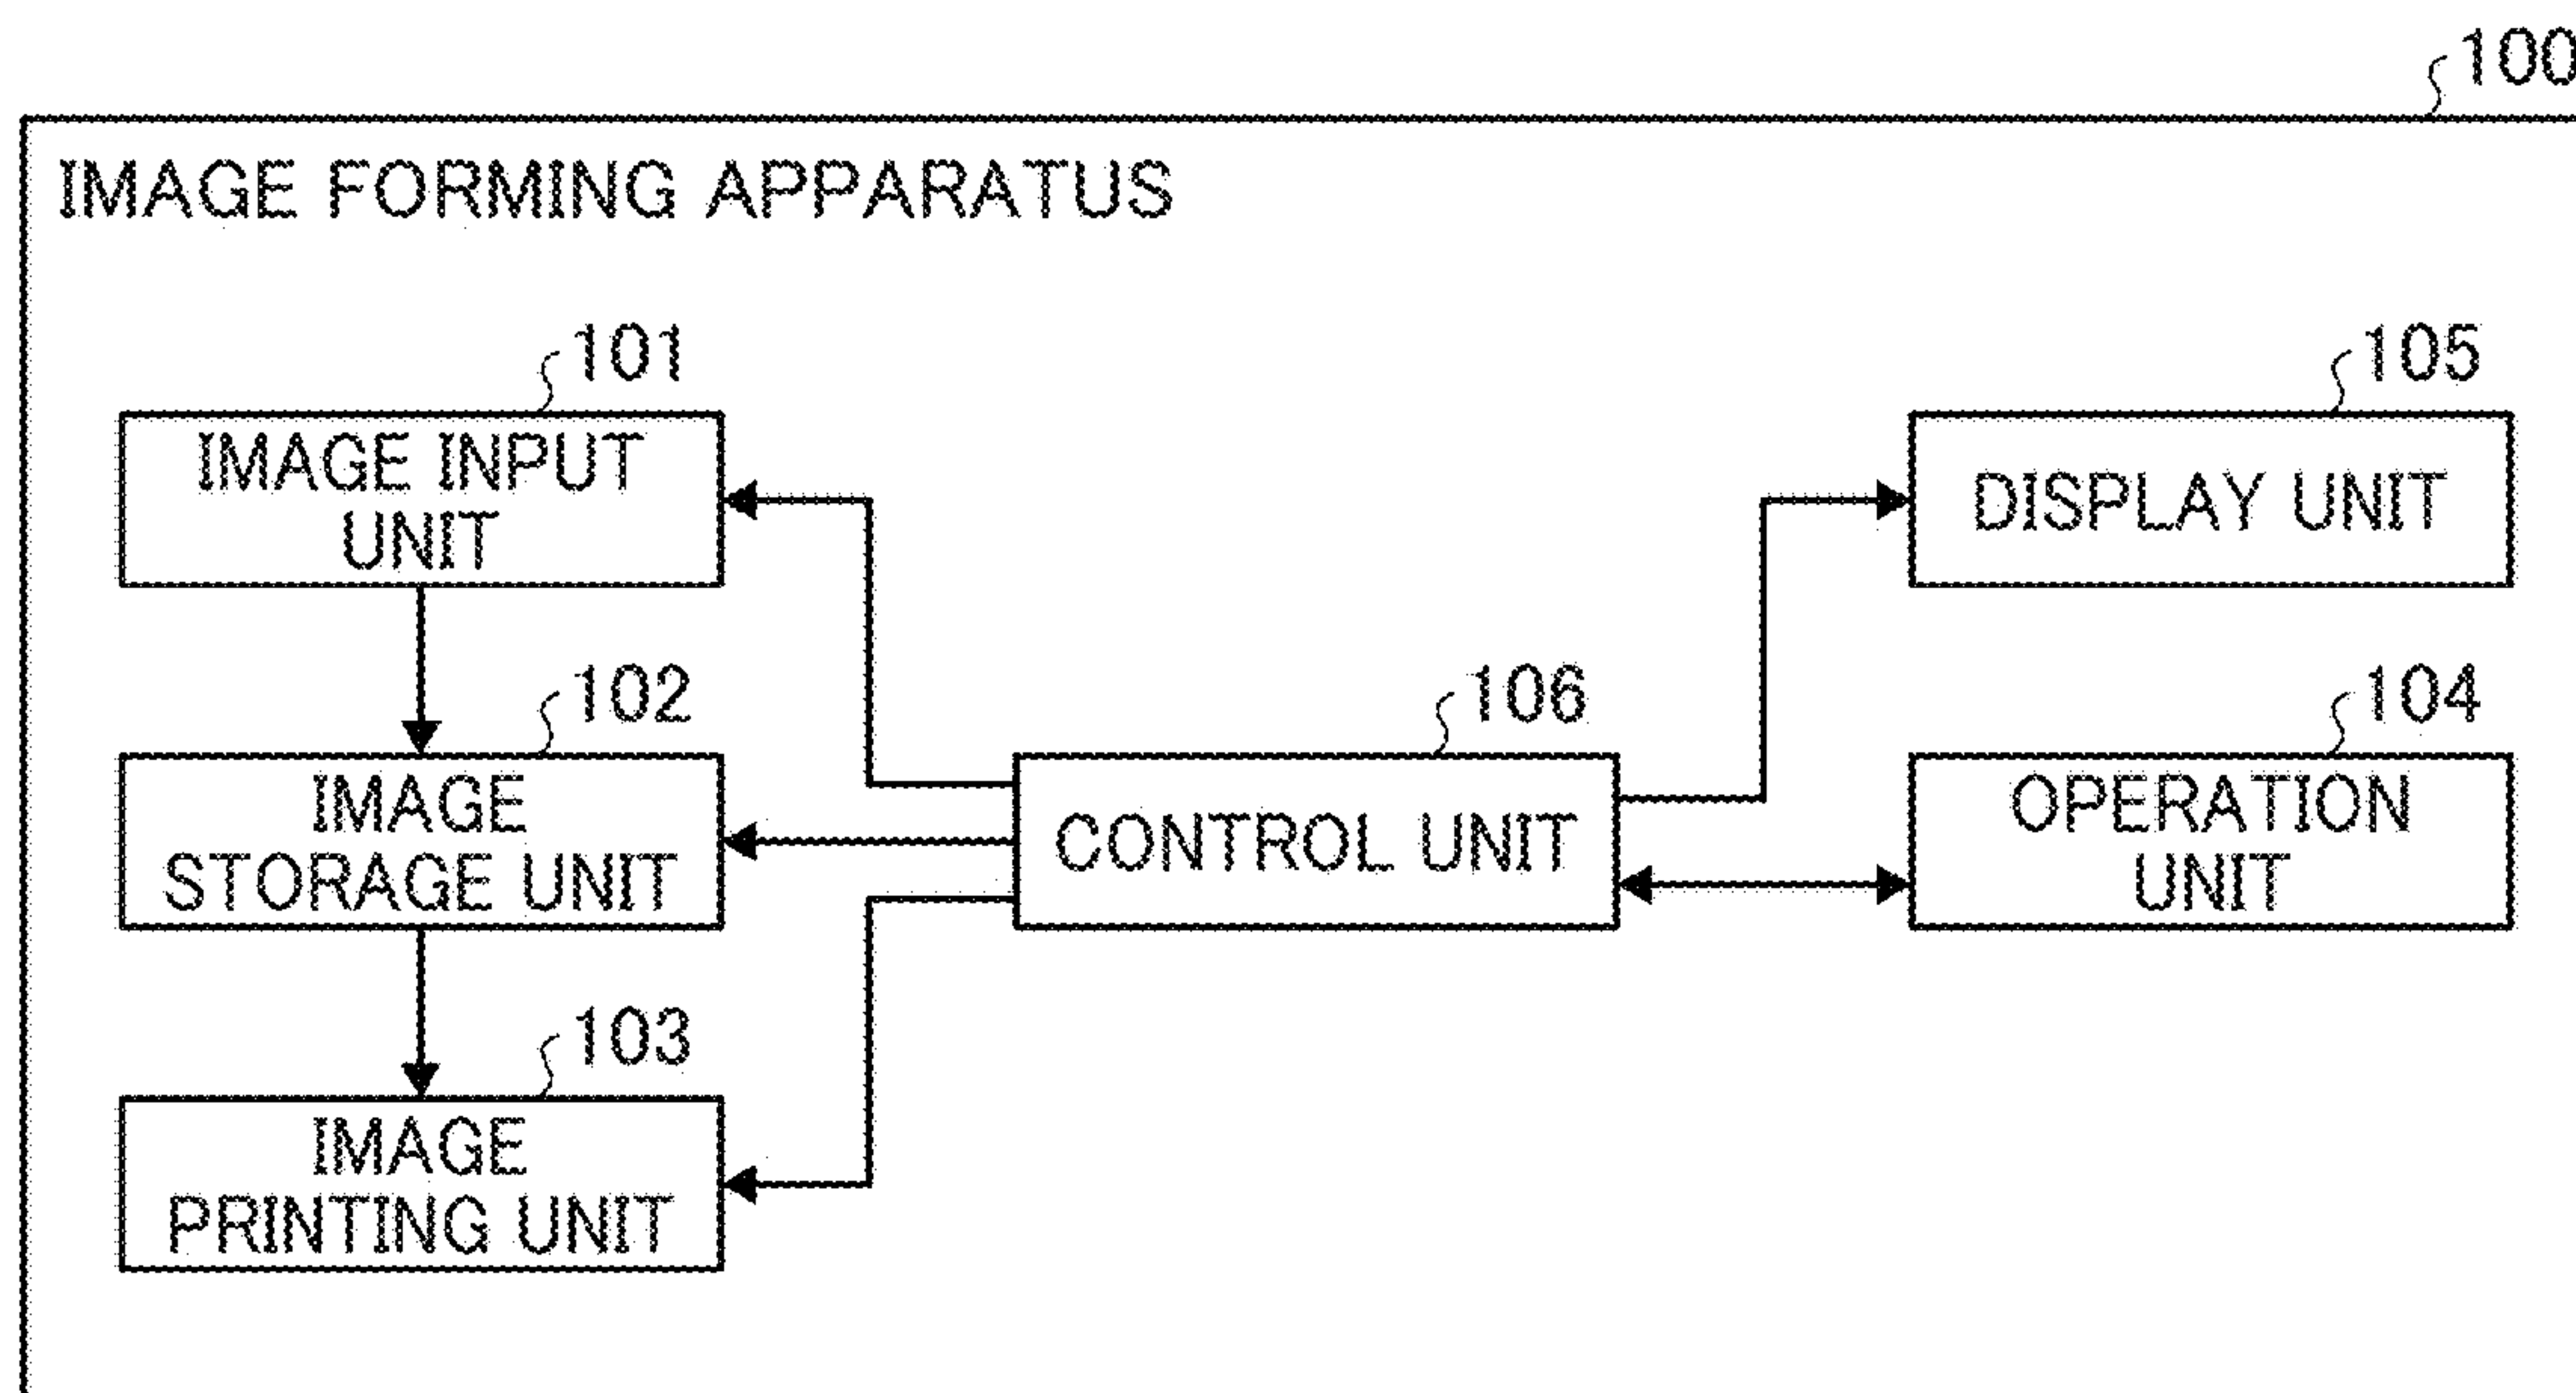 100
IMAGE FORMING APPARATUS
101
IMAGE INPUT
UNIT
105
DISPLAY UNIT
102
IMAGE
STORAGE UNIT
106
CONTROL UNIT
104
OPERATION
UNIT
103
IMAGE
PRINTING UNIT